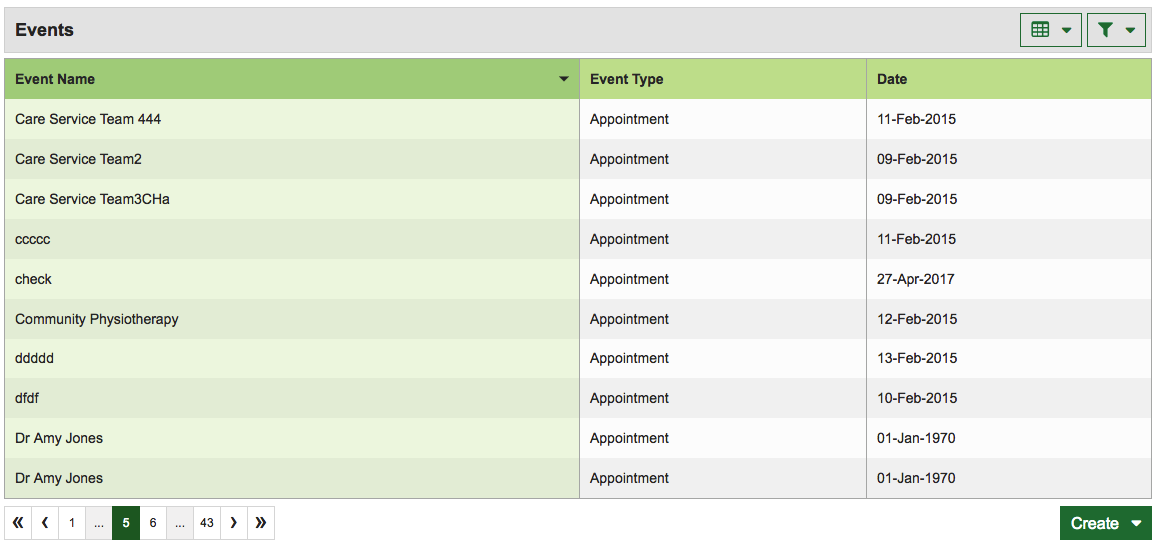 Events
Event Name Event Type Date
Care Service Team 444 Appointment 11-Feb-2015
Care Service Team2 Appointment 09-Feb-2015
Care Service Team3CHa Appointment 09-Feb-2015
ccccc Appointment 11-Feb-2015
check Appointment 27-Apr-2017
Community Physiotherapy Appointment 12-Feb-2015
ddddd Appointment 13-Feb-2015
dfdf Appointment 10-Feb-2015
Dr Amy Jones Appointment 01-Jan-1970
Dr Amy Jones Appointment 01-Jan-1970
« ‹ 1 ... 5 6 ... 43 › » Create